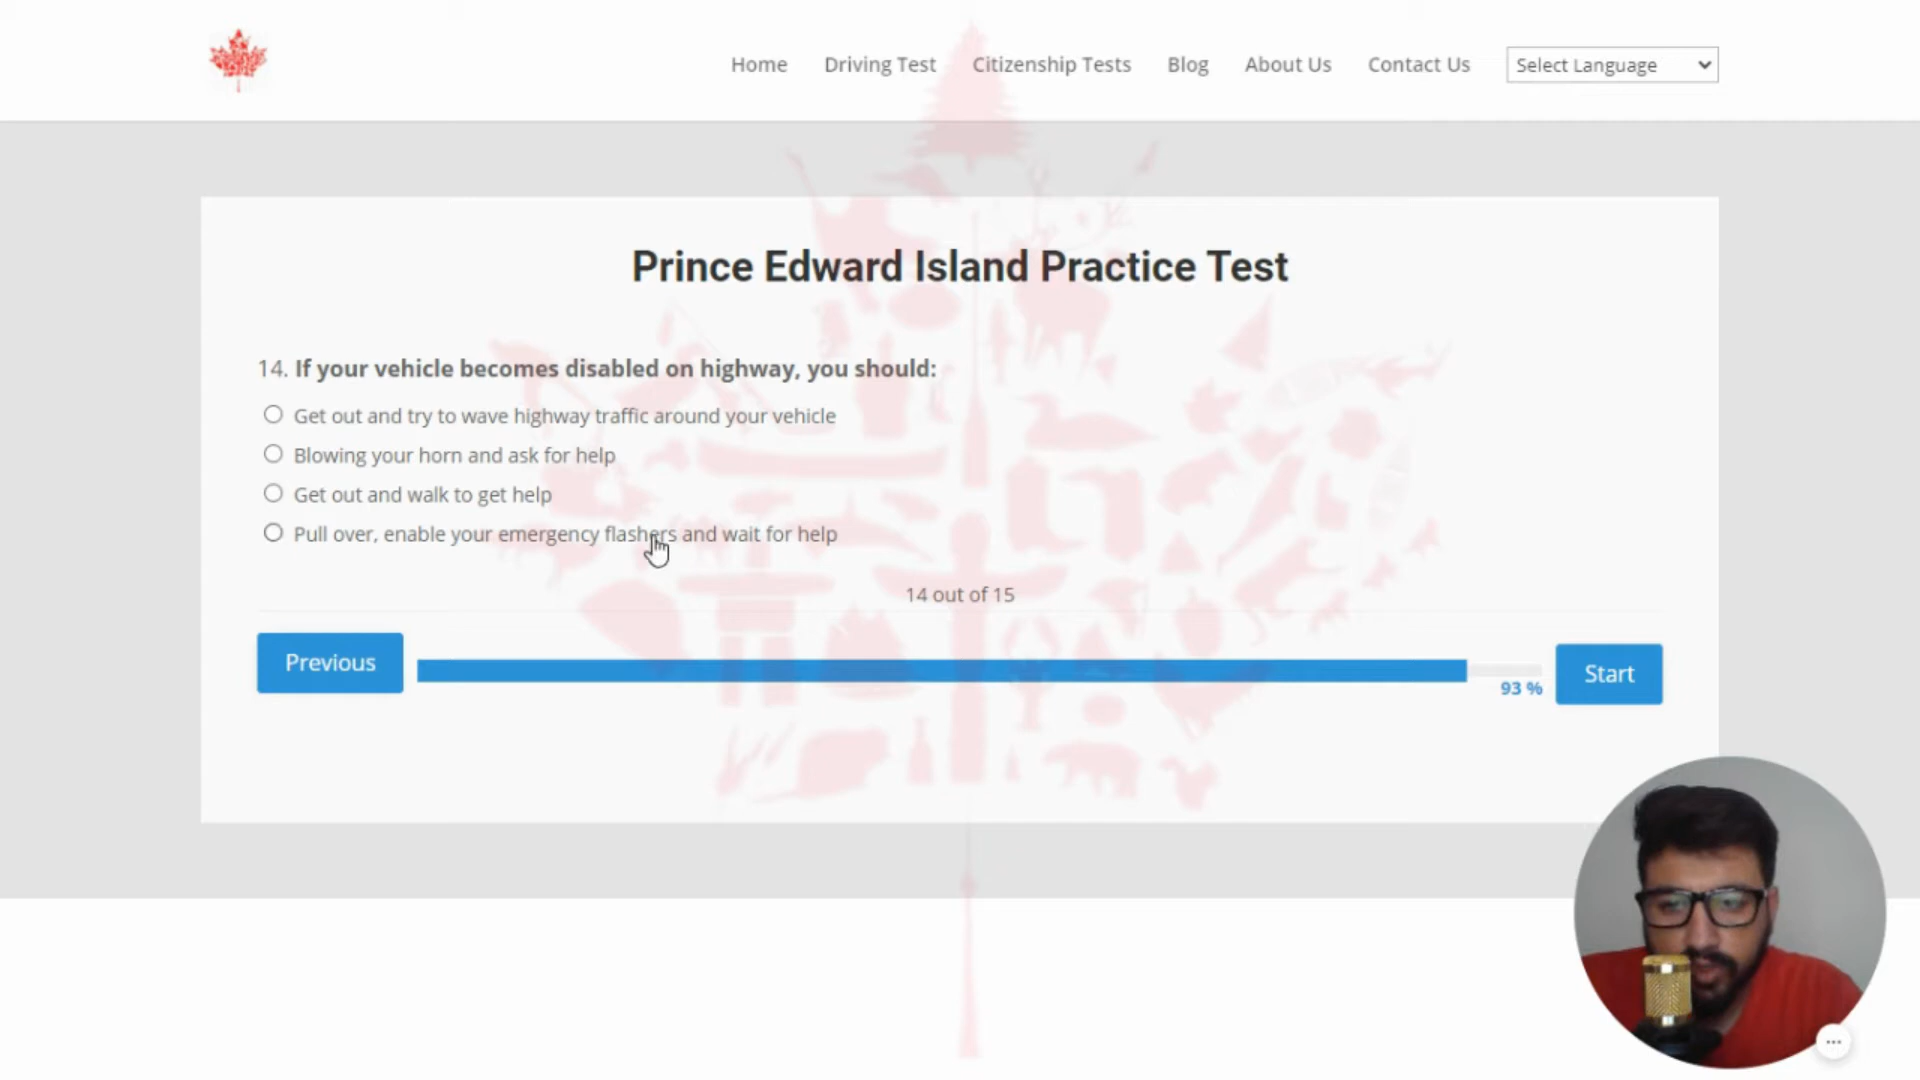 Home
Driving Test
Citizenship Tests
Blog
About Us
Contact Us
Select Language
Prince Edward Island Practice Test
14. If your vehicle becomes disabled on highway, you should:
Get out and try to wave highway traffic around your vehicle
Blowing your horn and ask for help
Get out and walk to get help
Pull over, enable your emergency flashers and wait for help
14 out of 15
Previous
93 %
Start